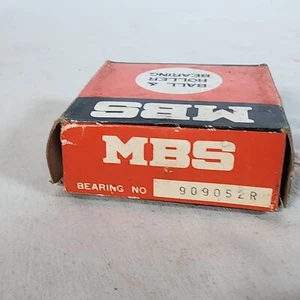 BALL &
ROLLER
BEARING
MBS
MBS
BEARING NO 909052R